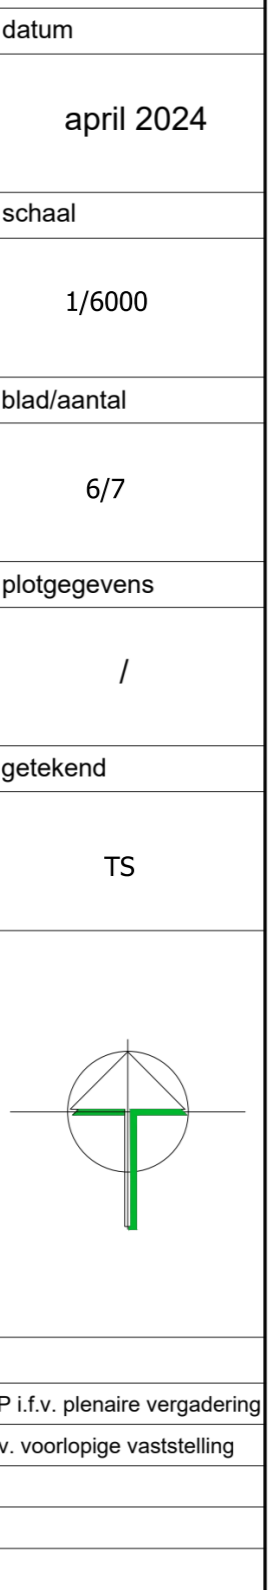 datum
april 2024
schaal
1/6000
blad/aantal
6/7
plotgegevens
/
getekend
TS
P i.f.v. plenaire vergadering
v. voorlopige vaststelling